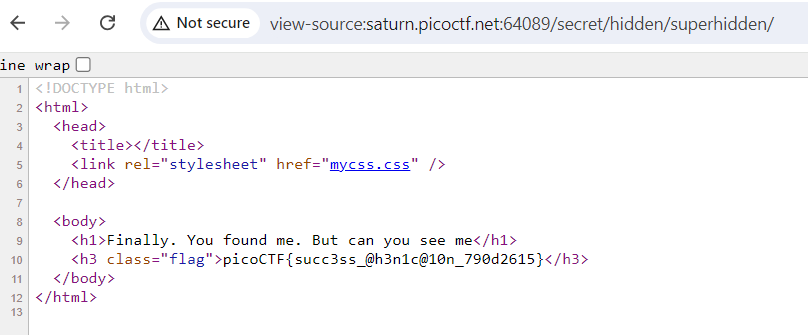 Not secure view-source:saturn.picoctf.net:64089/secret/hidden/superhidden/
ine wrap
1 <!DOCTYPE html>
2 <html>
3 <head>
4 <title></title>
5 <link rel="stylesheet" href="mycss.css" />
6 </head>
7
8 <body>
9 <h1>Finally. You found me. But can you see me</h1>
10 <h3 class="flag">picoCTF{succ3ss_@h3n1c@10n_790d2615}</h3>
11 </body>
12 </html>
13